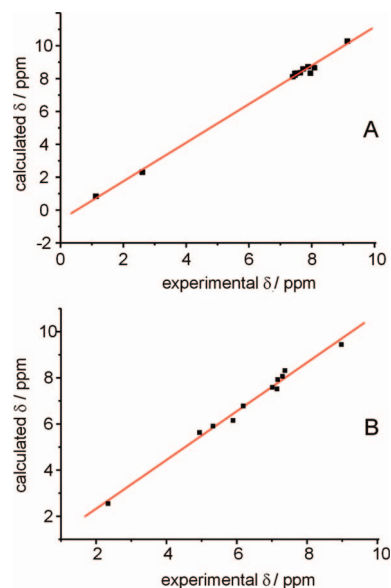 10
8
6
4
2
0
-2
calculated δ / ppm
A
0 2 4 6 8 10
experimental δ / ppm
10
8
6
4
2
calculated δ / ppm
B
2 4 6 8 10
experimental δ / ppm